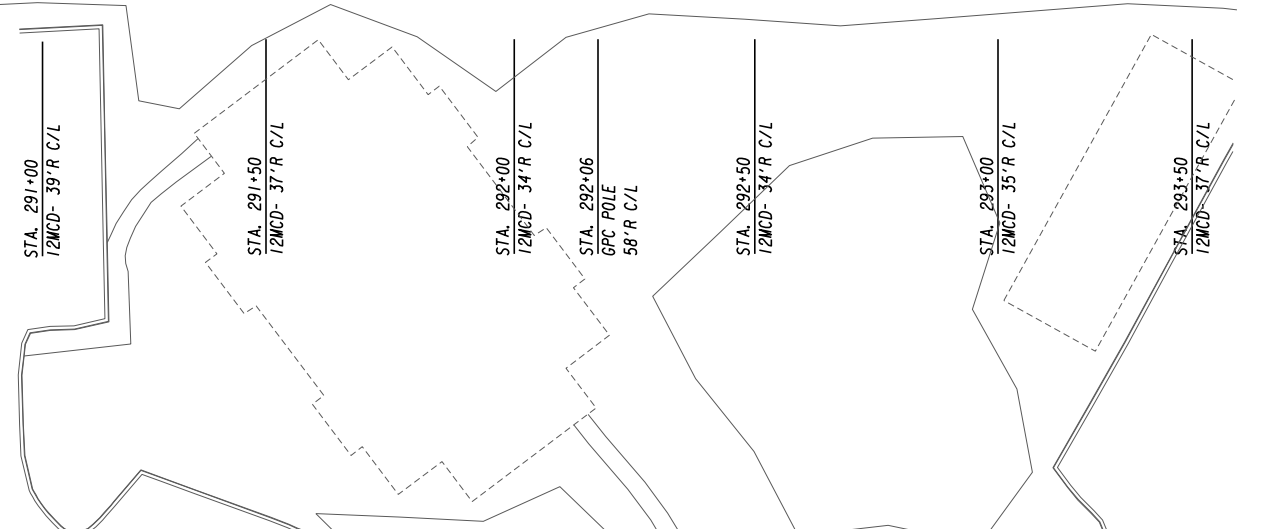 STA. 291+00
12MCD- 39'R C/L
STA. 291+50
12MCD- 37'R C/L
STA. 292+00
12MCD- 34'R C/L
STA. 292+06
GPC POLE
58'R C/L
STA. 292+50
12MCD- 34'R C/L
STA. 293+00
12MCD- 35'R C/L
STA. 293+50
12MCD- 37'R C/L